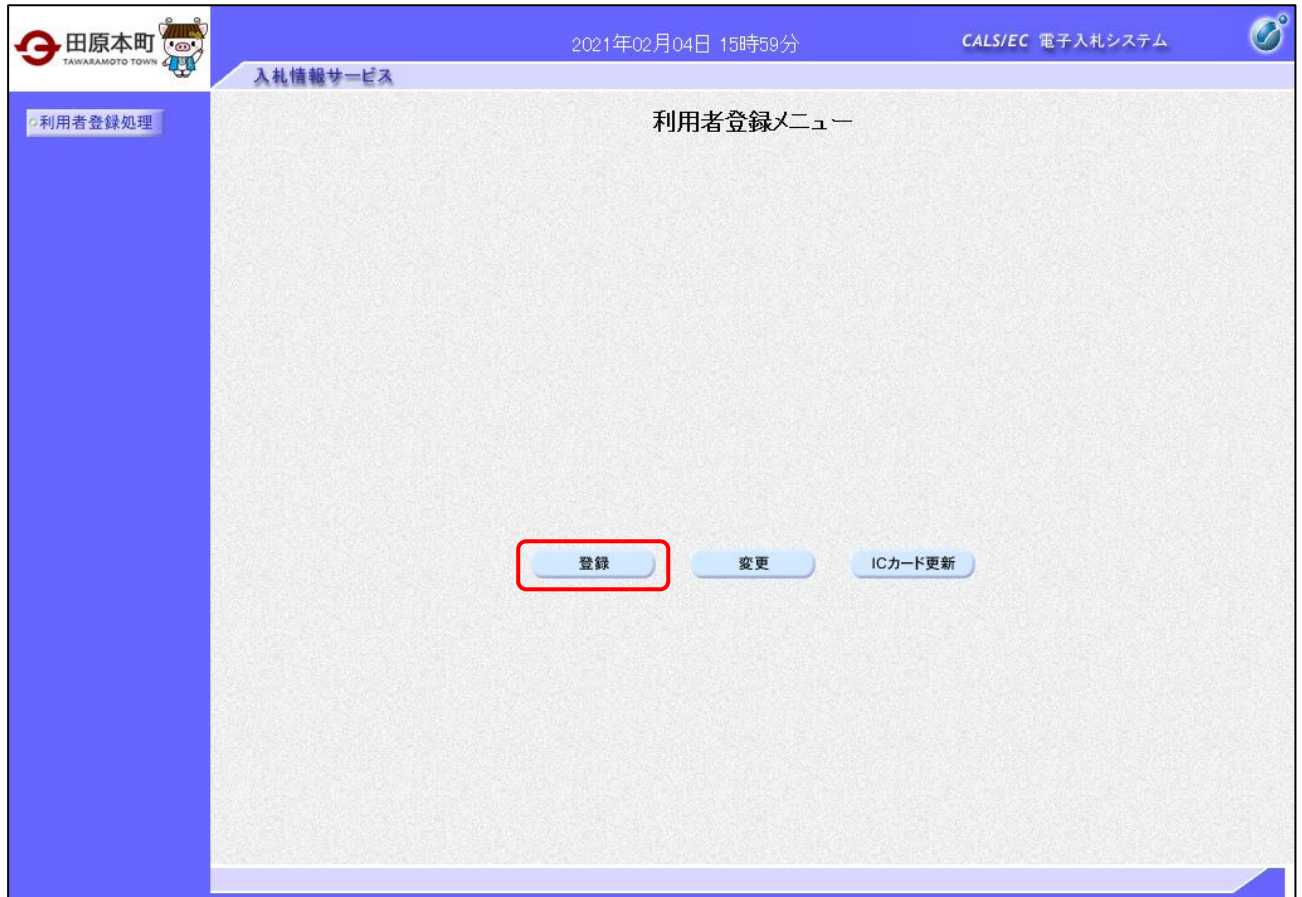 田原本町
TAWARAMOTO TOWN
2021年02月04日 15時59分
CALS/EC 電子入札システム
入札情報サービス
利用者登録処理
利用者登録メニュー
登録
変更
ICカード更新